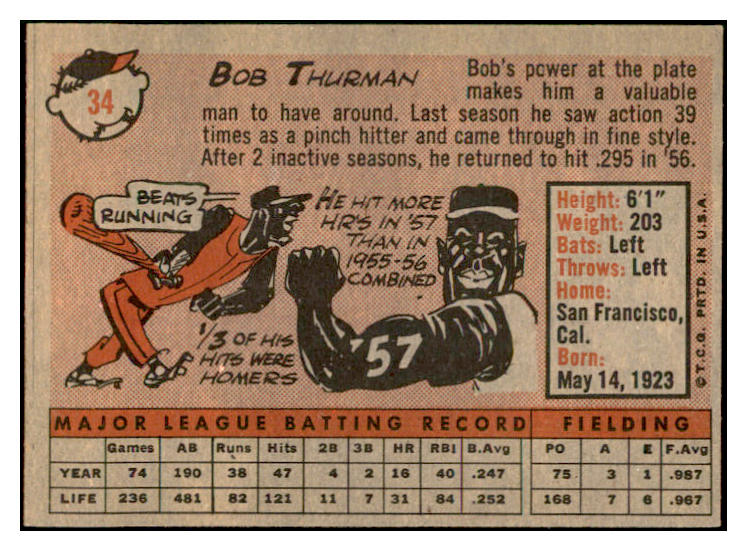 34
BOB THURMAN
Bob's power at the plate
makes him a valuable
man to have around. Last season he saw action 39
times as a pinch hitter and came through in fine style.
After 2 inactive seasons, he returned to hit .295 in '56.
BEATS
RUNNING
HE HIT MORE
HR'S IN '57
THAN IN
1955-56
COMBINED
1/3 OF HIS
HITS WERE
HOMERS
'57
Height: 6'1"
Weight: 203
Bats: Left
Throws: Left
Home:
San Francisco,
Cal.
Born:
May 14, 1923
© T.C.G. PRTD. IN U.S.A.
MAJOR LEAGUE BATTING RECORD FIELDING
Games AB Runs Hits 2B 3B HR RBI B.Avg PO A E F.Avg
YEAR 74 190 38 47 4 2 16 40 .247 75 3 1 .987
LIFE 236 481 82 121 11 7 31 84 .252 168 7 6 .967